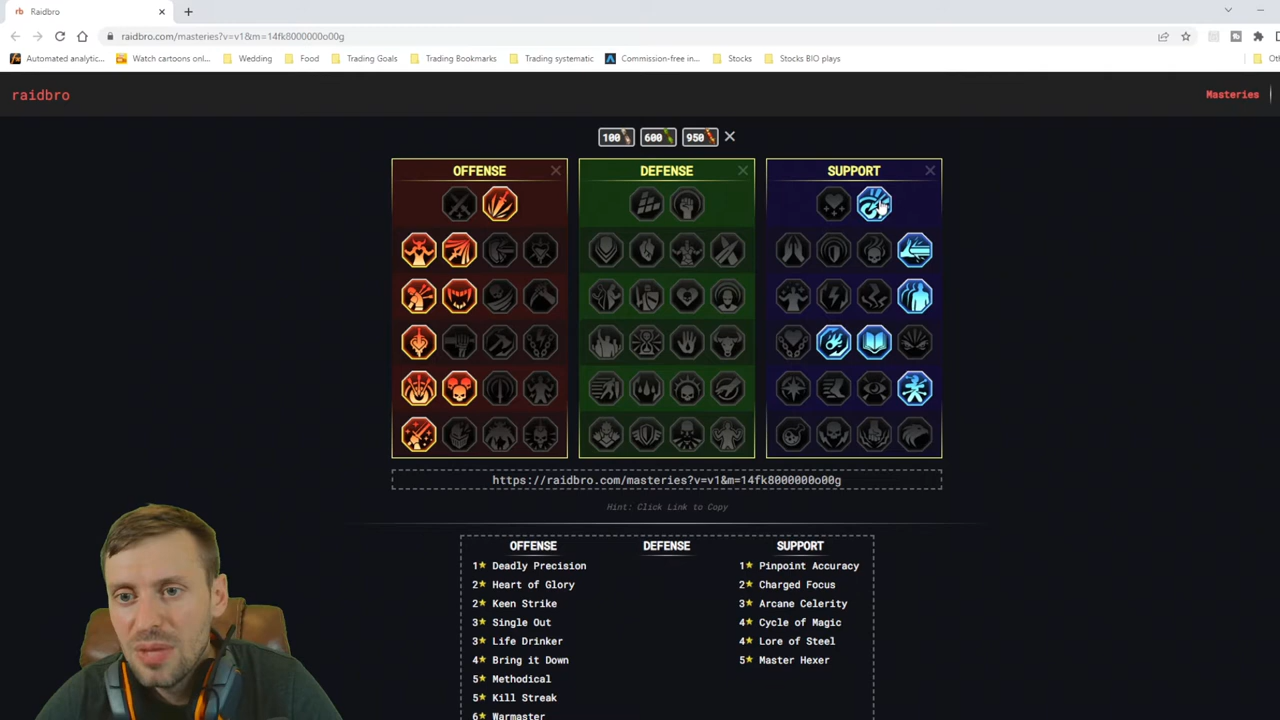 Raidbro
raidbro.com/masteries?v=v1&m=14fk8000000o00g
Automated analytic...
Watch cartoons onl...
Wedding
Food
Trading Goals
Trading Bookmarks
Trading systematic
Commission-free in...
Stocks
Stocks BIO plays
raidbro
Masteries
100
600
950
OFFENSE
DEFENSE
SUPPORT
https://raidbro.com/masteries?v=v1&m=14fk8000000o00g
Hint: Click Link to Copy
OFFENSE
DEFENSE
SUPPORT
1★ Deadly Precision
2★ Heart of Glory
2★ Keen Strike
3★ Single Out
3★ Life Drinker
4★ Bring it Down
5★ Methodical
5★ Kill Streak
6★ Warmaster
1★ Pinpoint Accuracy
2★ Charged Focus
3★ Arcane Celerity
4★ Cycle of Magic
4★ Lore of Steel
5★ Master Hexer